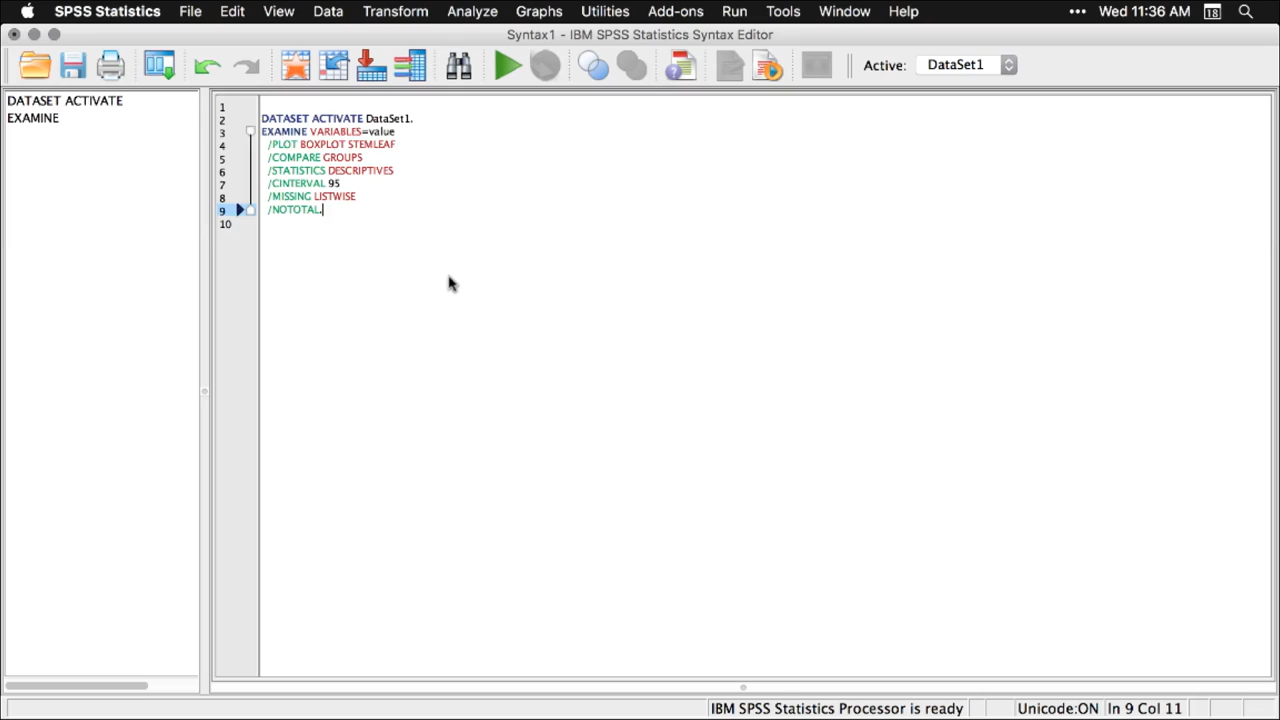 SPSS Statistics File Edit View Data Transform Analyze Graphs Utilities Add-ons Run Tools Window Help ••• Wed 11:36 AM 18
Syntax1 - IBM SPSS Statistics Syntax Editor
Active: DataSet1
DATASET ACTIVATE
EXAMINE
1
2 DATASET ACTIVATE DataSet1.
3 EXAMINE VARIABLES=value
4 /PLOT BOXPLOT STEMLEAF
5 /COMPARE GROUPS
6 /STATISTICS DESCRIPTIVES
7 /CINTERVAL 95
8 /MISSING LISTWISE
9 /NOTOTAL.
10
IBM SPSS Statistics Processor is ready Unicode:ON In 9 Col 11